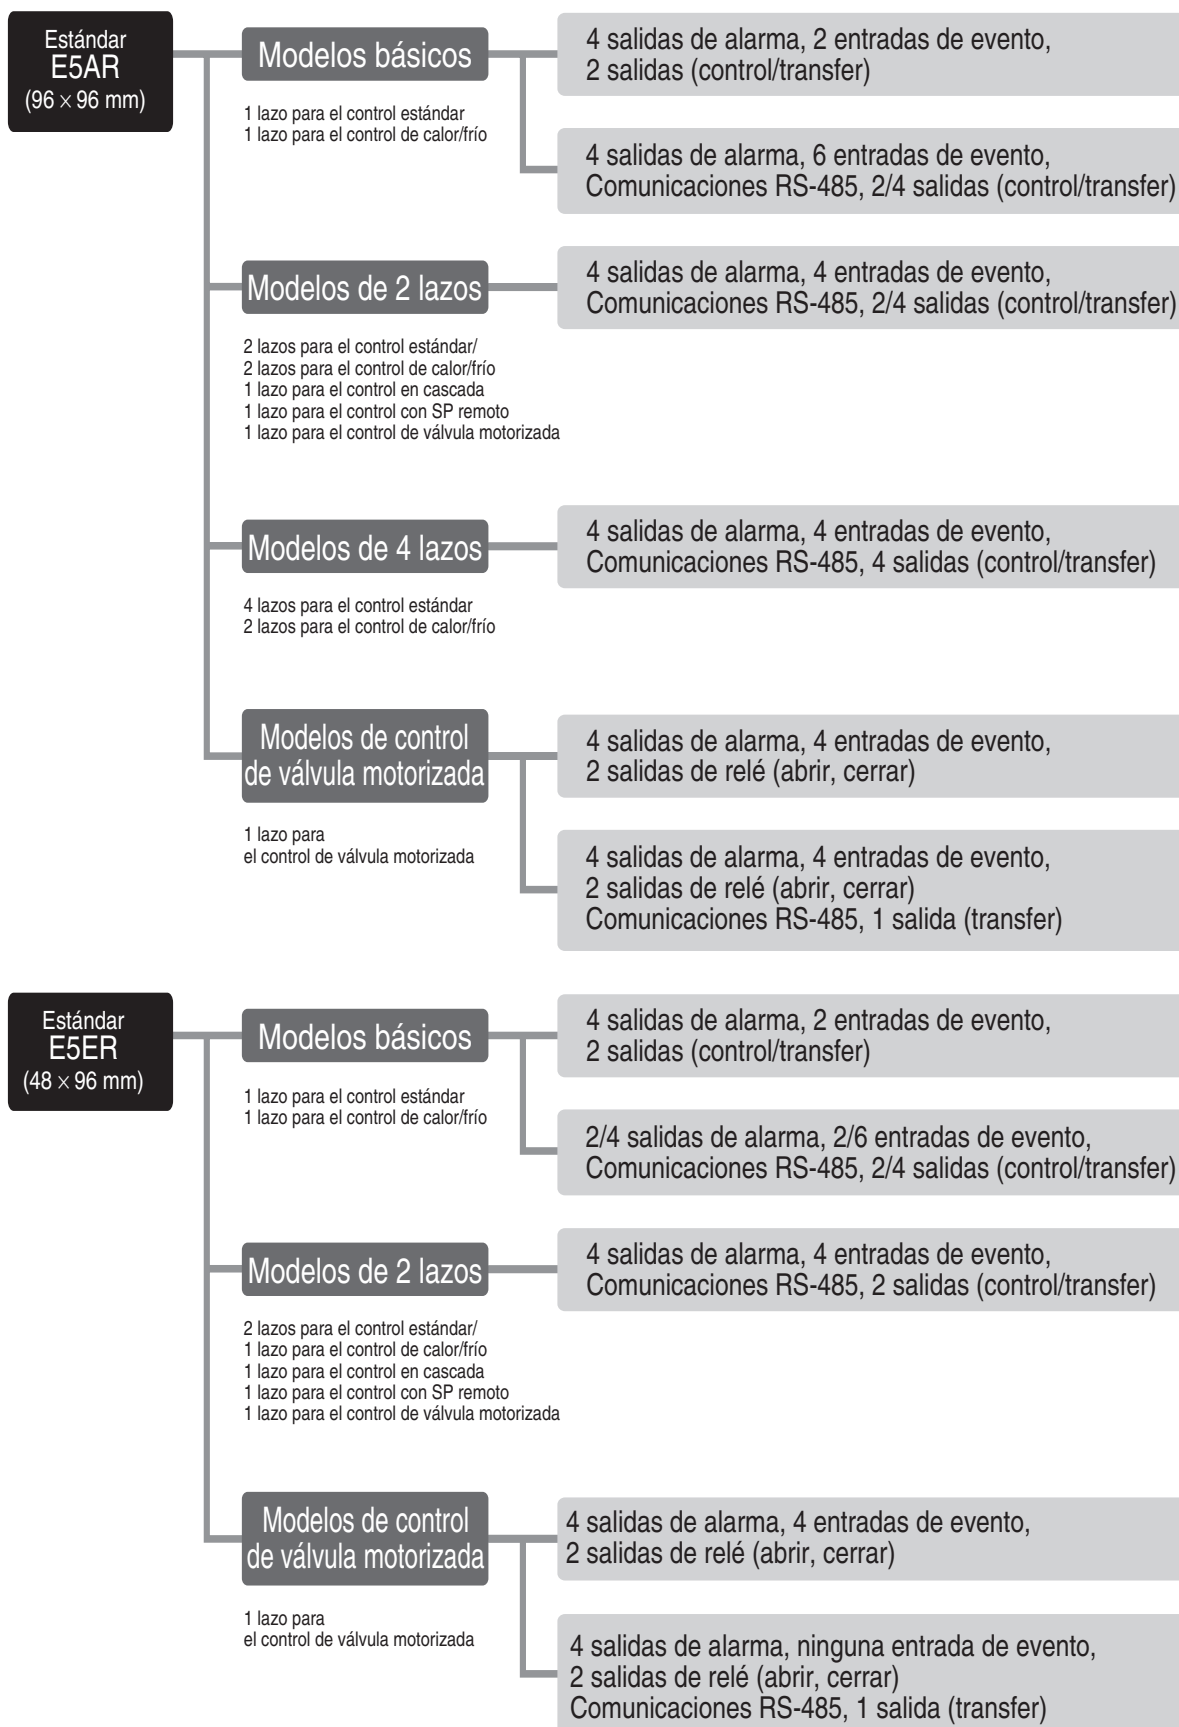 Estándar
E5AR
(96 × 96 mm)
Modelos básicos
1 lazo para el control estándar
1 lazo para el control de calor/frío
4 salidas de alarma, 2 entradas de evento,
2 salidas (control/transfer)
4 salidas de alarma, 6 entradas de evento,
Comunicaciones RS-485, 2/4 salidas (control/transfer)
Modelos de 2 lazos
2 lazos para el control estándar/
2 lazos para el control de calor/frío
1 lazo para el control en cascada
1 lazo para el control con SP remoto
1 lazo para el control de válvula motorizada
4 salidas de alarma, 4 entradas de evento,
Comunicaciones RS-485, 2/4 salidas (control/transfer)
Modelos de 4 lazos
4 lazos para el control estándar
2 lazos para el control de calor/frío
4 salidas de alarma, 4 entradas de evento,
Comunicaciones RS-485, 4 salidas (control/transfer)
Modelos de control
de válvula motorizada
1 lazo para
el control de válvula motorizada
4 salidas de alarma, 4 entradas de evento,
2 salidas de relé (abrir, cerrar)
4 salidas de alarma, 4 entradas de evento,
2 salidas de relé (abrir, cerrar)
Comunicaciones RS-485, 1 salida (transfer)
Estándar
E5ER
(48 × 96 mm)
Modelos básicos
1 lazo para el control estándar
1 lazo para el control de calor/frío
4 salidas de alarma, 2 entradas de evento,
2 salidas (control/transfer)
2/4 salidas de alarma, 2/6 entradas de evento,
Comunicaciones RS-485, 2/4 salidas (control/transfer)
Modelos de 2 lazos
2 lazos para el control estándar/
1 lazo para el control de calor/frío
1 lazo para el control en cascada
1 lazo para el control con SP remoto
1 lazo para el control de válvula motorizada
4 salidas de alarma, 4 entradas de evento,
Comunicaciones RS-485, 2 salidas (control/transfer)
Modelos de control
de válvula motorizada
1 lazo para
el control de válvula motorizada
4 salidas de alarma, 4 entradas de evento,
2 salidas de relé (abrir, cerrar)
4 salidas de alarma, ninguna entrada de evento,
2 salidas de relé (abrir, cerrar)
Comunicaciones RS-485, 1 salida (transfer)